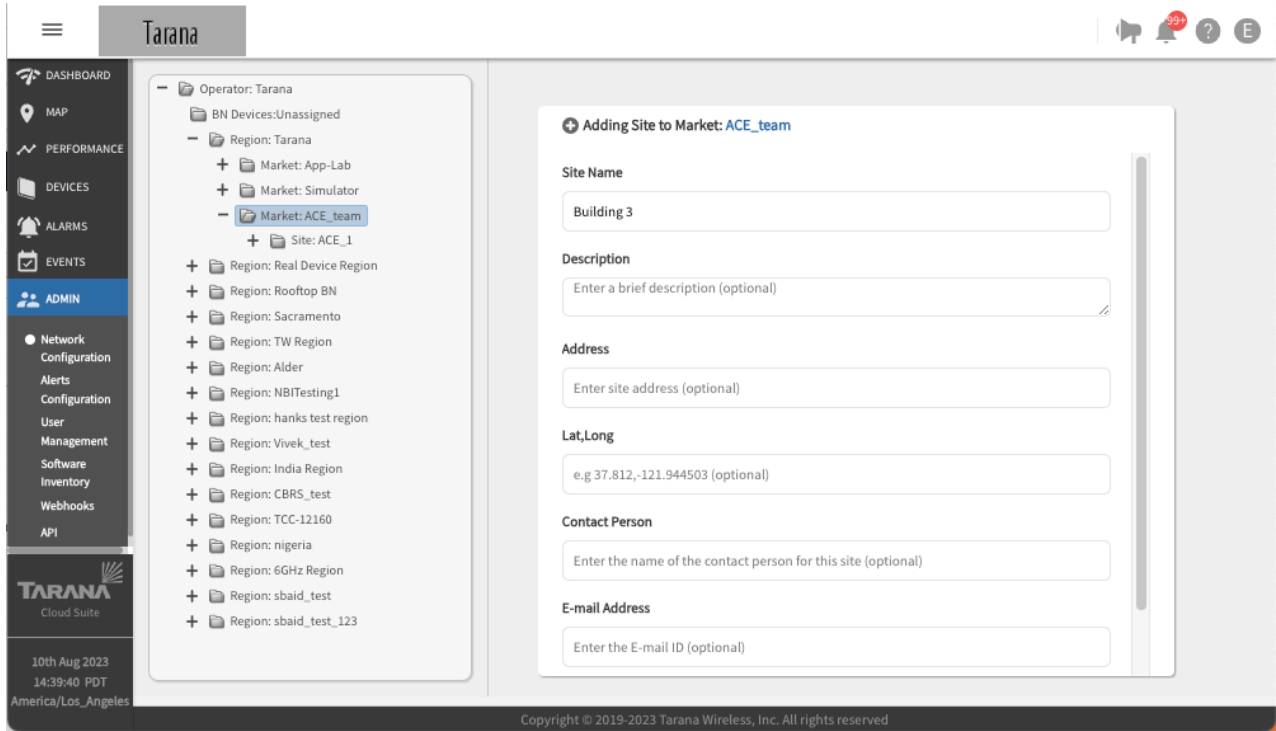 Tarana
99+
?
E
DASHBOARD
MAP
PERFORMANCE
DEVICES
ALARMS
EVENTS
ADMIN
Network
Configuration
Alerts
Configuration
User
Management
Software
Inventory
Webhooks
API
TARANA
Cloud Suite
10th Aug 2023
14:39:40 PDT
America/Los_Angeles
Operator: Tarana
BN Devices:Unassigned
Region: Tarana
Market: App-Lab
Market: Simulator
Market: ACE_team
Site: ACE_1
Region: Real Device Region
Region: Rooftop BN
Region: Sacramento
Region: TW Region
Region: Alder
Region: NBITesting1
Region: hanks test region
Region: Vivek_test
Region: India Region
Region: CBRS_test
Region: TCC-12160
Region: nigeria
Region: 6GHz Region
Region: sbaid_test
Region: sbaid_test_123
Adding Site to Market: ACE_team
Site Name
Building 3
Description
Enter a brief description (optional)
Address
Enter site address (optional)
Lat,Long
e.g 37.812,-121.944503 (optional)
Contact Person
Enter the name of the contact person for this site (optional)
E-mail Address
Enter the E-mail ID (optional)
Copyright © 2019-2023 Tarana Wireless, Inc. All rights reserved